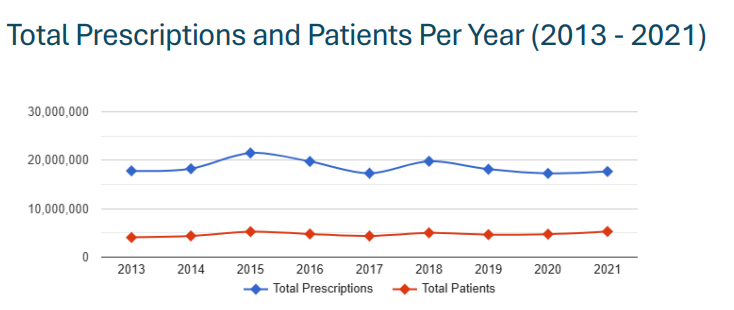 Total Prescriptions and Patients Per Year (2013 - 2021)
30,000,000
20,000,000
10,000,000
0
2013 2014 2015 2016 2017 2018 2019 2020 2021
Total Prescriptions Total Patients